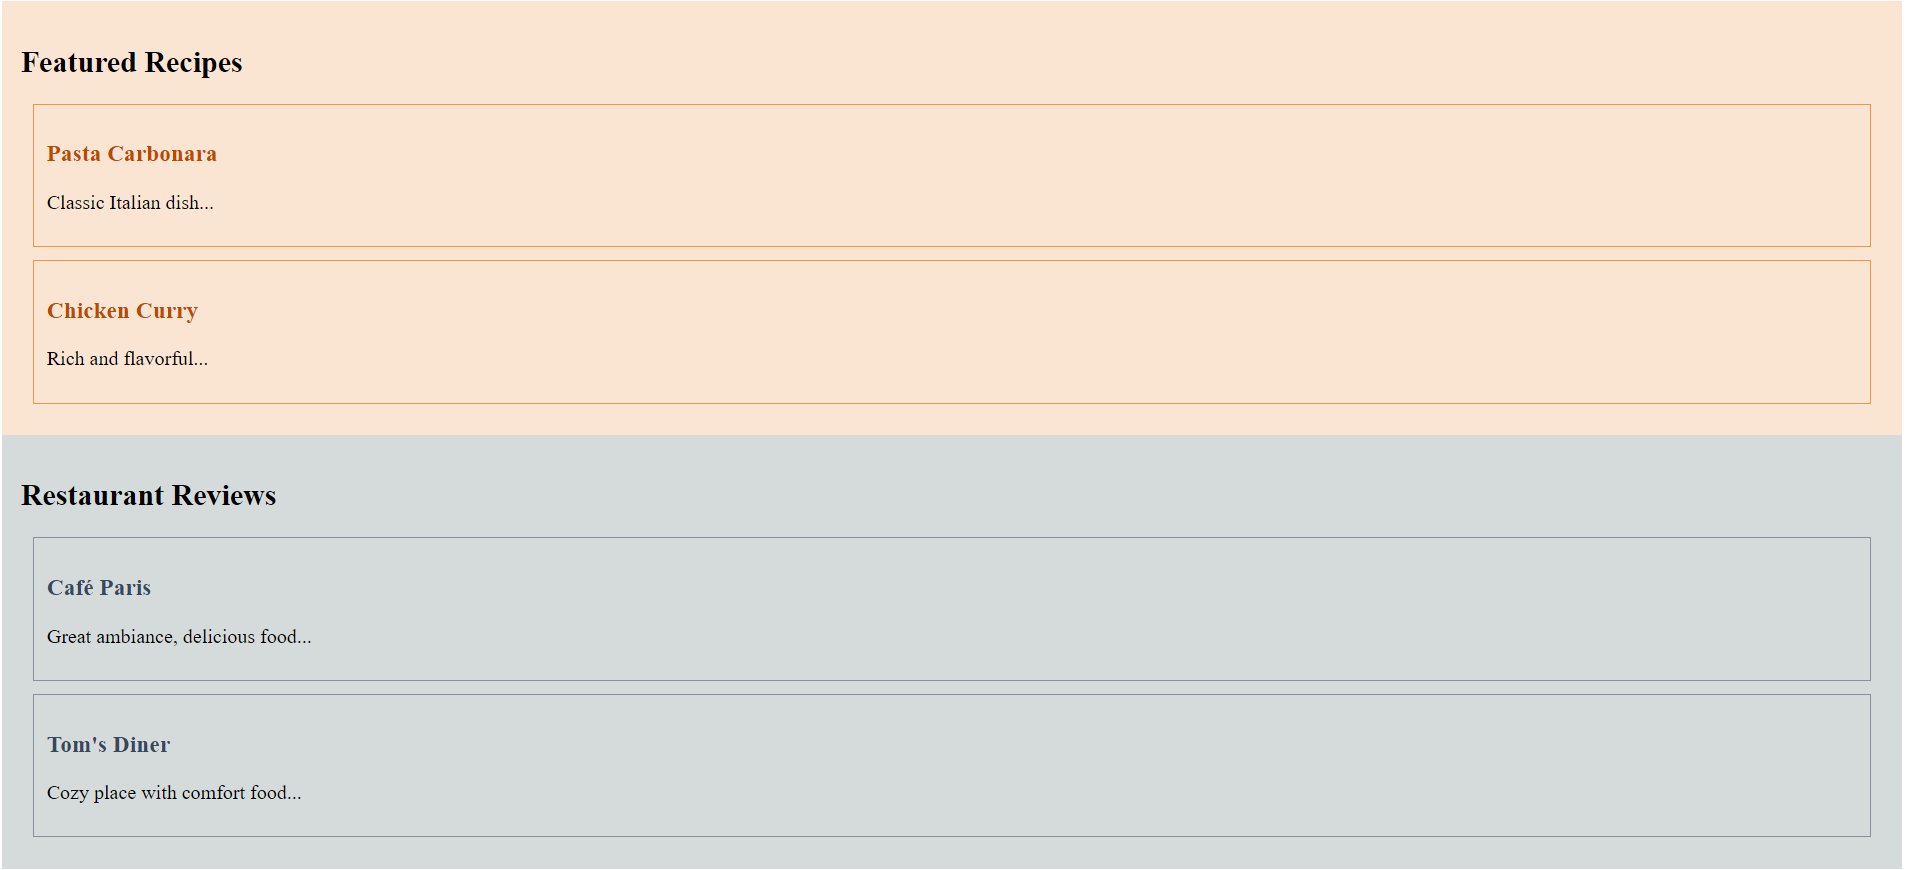 Featured Recipes
Pasta Carbonara
Classic Italian dish...
Chicken Curry
Rich and flavorful...
Restaurant Reviews
Café Paris
Great ambiance, delicious food...
Tom's Diner
Cozy place with comfort food...